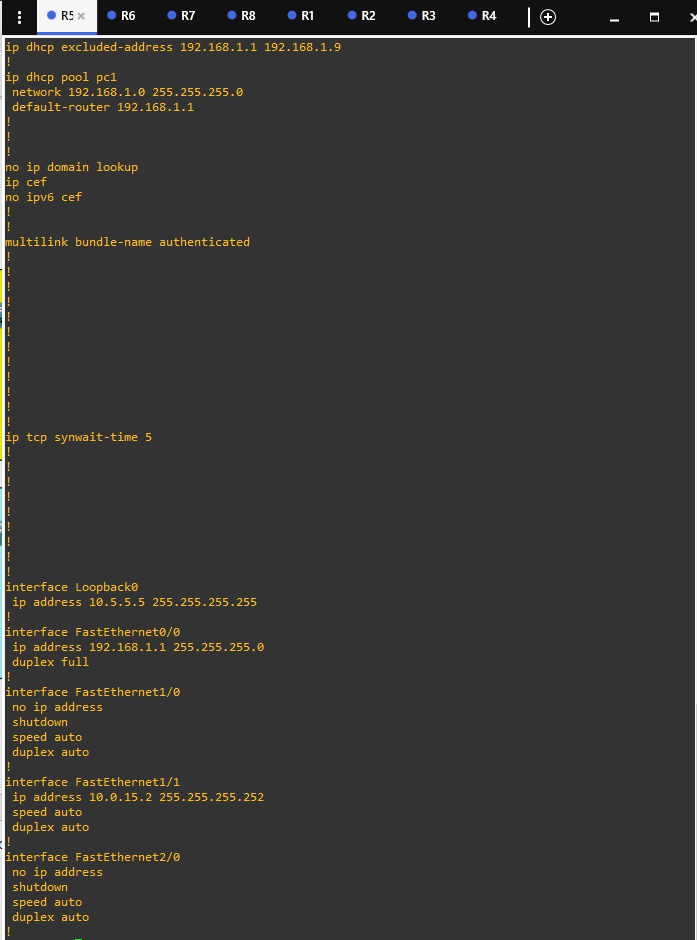 R5 × R6 R7 R8 R1 R2 R3 R4
ip dhcp excluded-address 192.168.1.1 192.168.1.9
!
ip dhcp pool pc1
 network 192.168.1.0 255.255.255.0
 default-router 192.168.1.1
!
!
!
no ip domain lookup
ip cef
no ipv6 cef
!
!
multilink bundle-name authenticated
!
!
!
!
!
!
!
!
!
!
!
!
ip tcp synwait-time 5
!
!
!
!
!
!
!
!
!
interface Loopback0
 ip address 10.5.5.5 255.255.255.255
!
interface FastEthernet0/0
 ip address 192.168.1.1 255.255.255.0
 duplex full
!
interface FastEthernet1/0
 no ip address
 shutdown
 speed auto
 duplex auto
!
interface FastEthernet1/1
 ip address 10.0.15.2 255.255.255.252
 speed auto
 duplex auto
!
interface FastEthernet2/0
 no ip address
 shutdown
 speed auto
 duplex auto
!